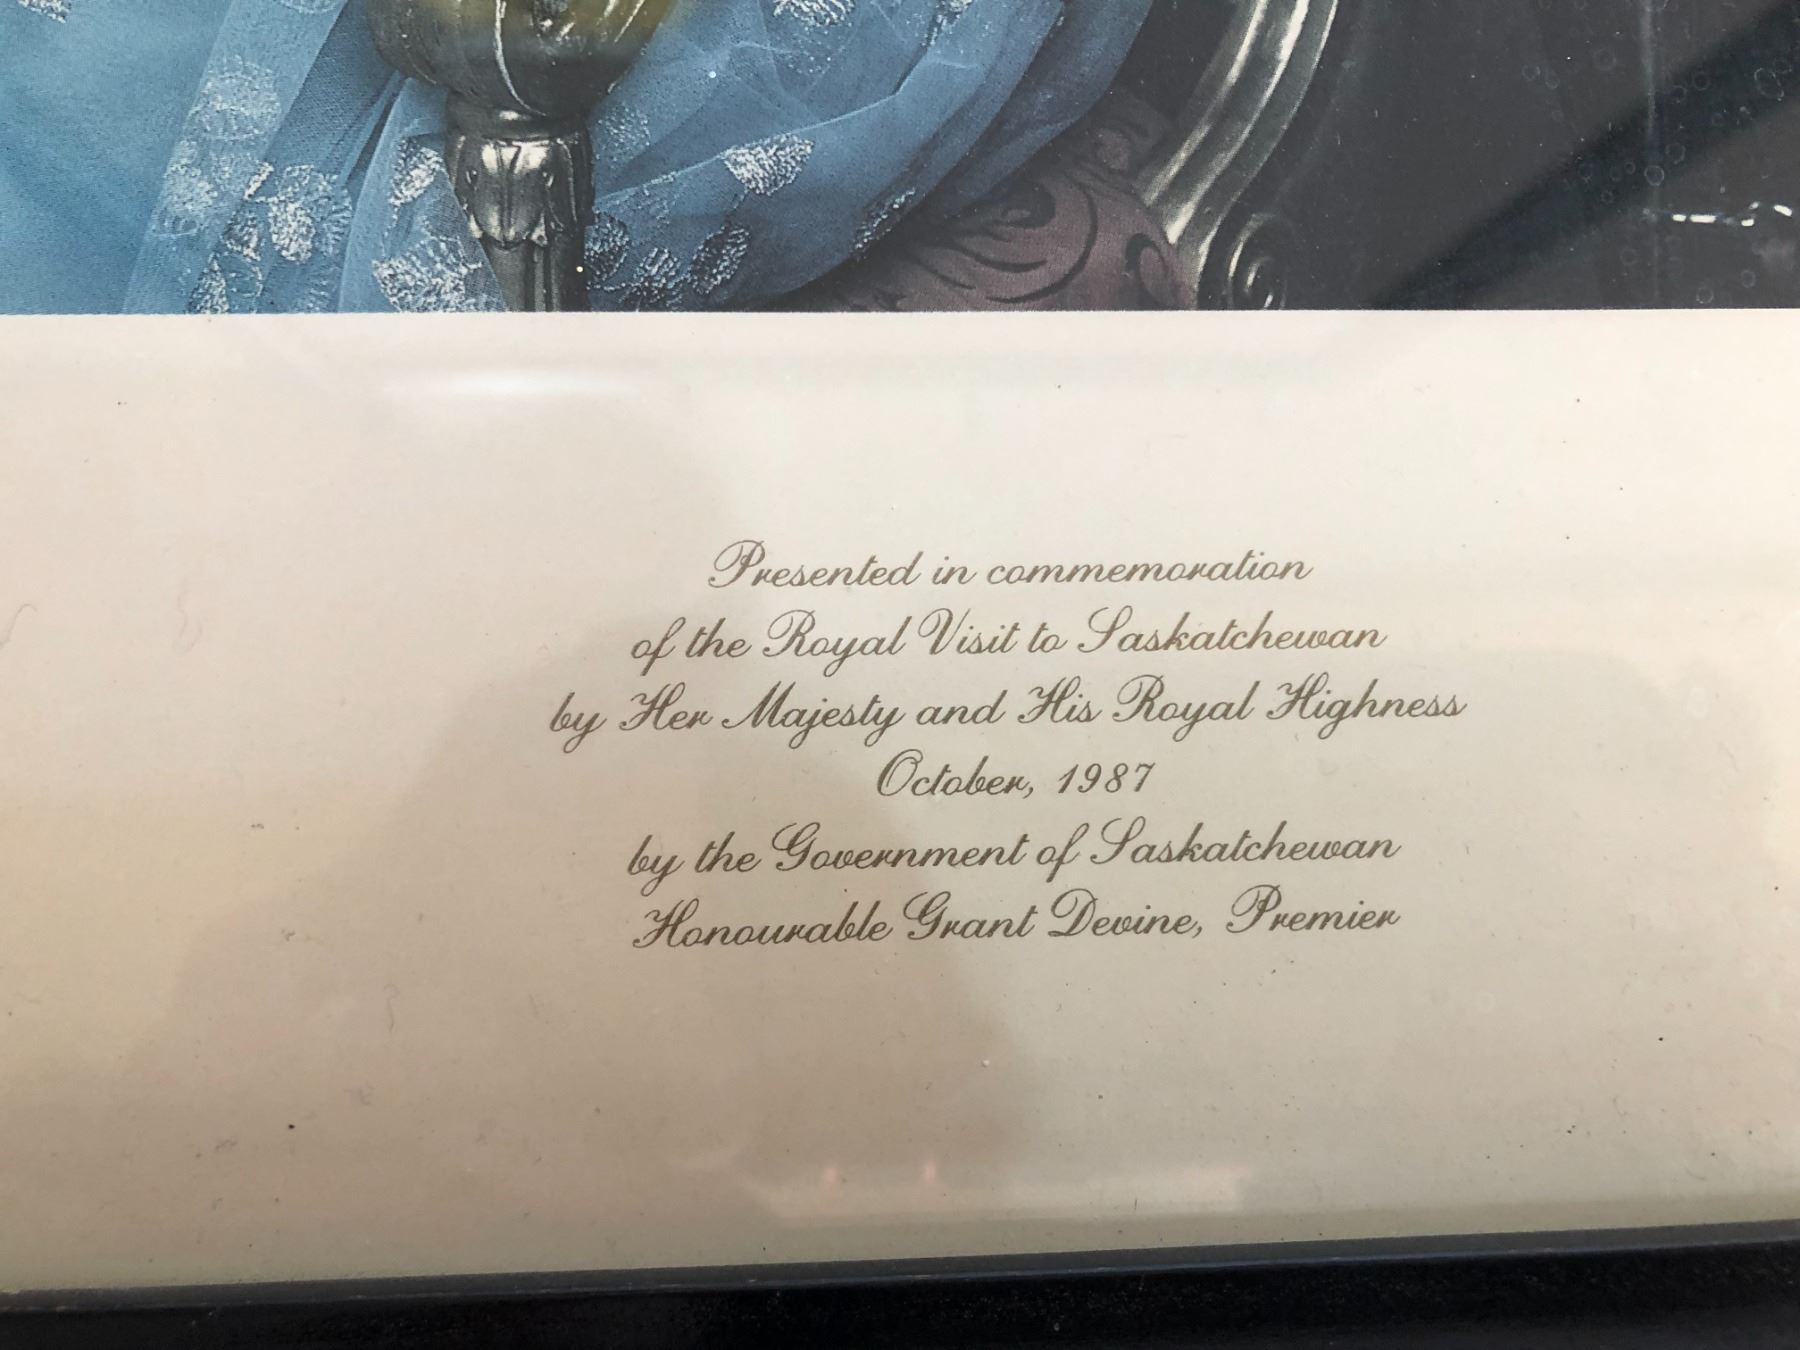 Presented in commemoration
of the Royal Visit to Saskatchewan
by Her Majesty and His Royal Highness
October, 1987
by the Government of Saskatchewan
Honourable Grant Devine, Premier